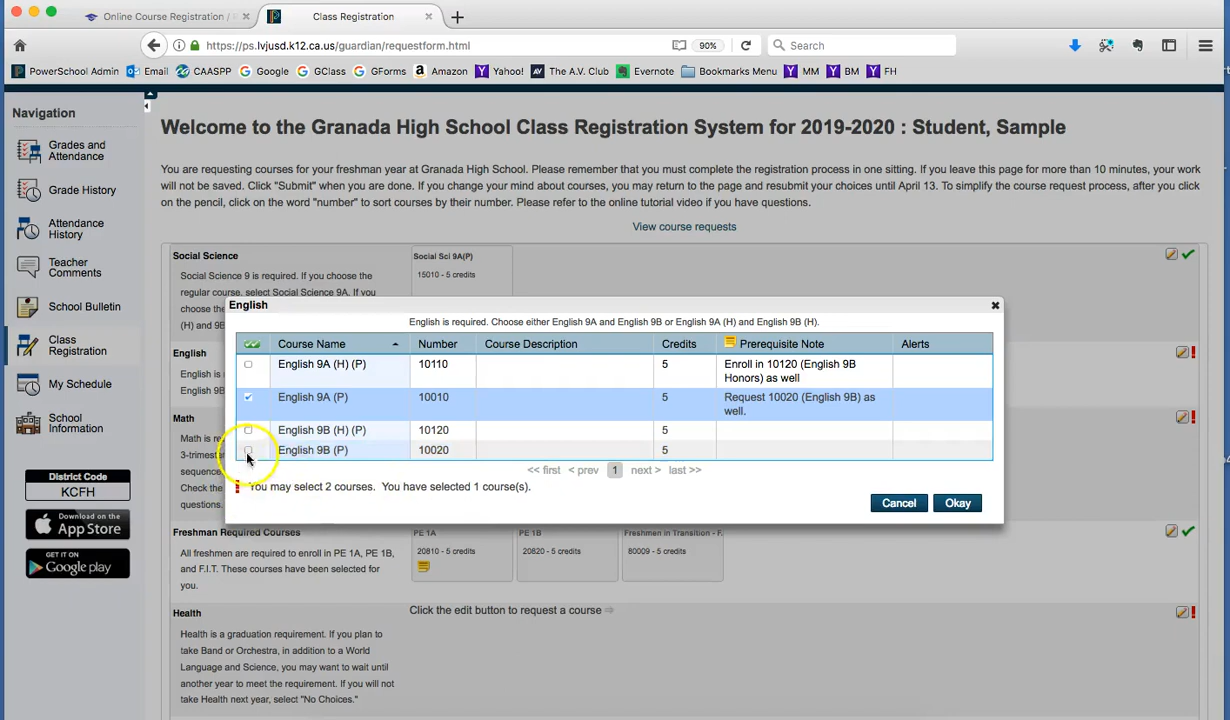 Online Course Registration /
Class Registration
https://ps.lvjusd.k12.ca.us/guardian/requestform.html
90%
Search
PowerSchool Admin
Email
CAASPP
Google
GClass
GForms
Amazon
Yahoo!
The A.V. Club
Evernote
Bookmarks Menu
MM
BM
FH
Navigation
Grades and
Attendance
Grade History
Attendance
History
Teacher
Comments
School Bulletin
Class
Registration
My Schedule
School
Information
District Code
KCFH
Available on the
App Store
GET IT ON
Google play
Welcome to the Granada High School Class Registration System for 2019-2020 : Student, Sample
You are requesting courses for your freshman year at Granada High School. Please remember that you must complete the registration process in one sitting. If you leave this page for more than 10 minutes, your work
will not be saved. Click "Submit" when you are done. If you change your mind about courses, you may return to the page and resubmit your choices until April 13. To simplify the course request process, after you click
on the pencil, click on the word "number" to sort courses by their number. Please refer to the online tutorial video if you have questions.
View course requests
Social Science
Social Science 9 is required. If you choose the
regular course, select Social Science 9A. If you
choose the
(H) and 9B
Social Sci 9A(P)
15010 - 5 credits
English
English is
English 9B
Math
Math is re
3-trimest
sequence
Check the
questions.
English
English is required. Choose either English 9A and English 9B or English 9A (H) and English 9B (H).
Course Name
Number
Course Description
Credits
Prerequisite Note
Alerts
English 9A (H) (P)
10110
5
Enroll in 10120 (English 9B
Honors) as well
English 9A (P)
10010
5
Request 10020 (English 9B) as
well.
English 9B (H) (P)
10120
5
English 9B (P)
10020
5
<< first
< prev
1
next >
last >>
You may select 2 courses. You have selected 1 course(s).
Cancel
Okay
Freshman Required Courses
All freshmen are required to enroll in PE 1A, PE 1B,
and F.I.T. These courses have been selected for
you.
PE 1A
20810 - 5 credits
PE 1B
20820 - 5 credits
Freshmen in Transition - F.
80009 - 5 credits
Health
Click the edit button to request a course
Health is a graduation requirement. If you plan to
take Band or Orchestra, in addition to a World
Language and Science, you may want to wait until
another year to meet the requirement. If you will not
take Health next year, select "No Choices."